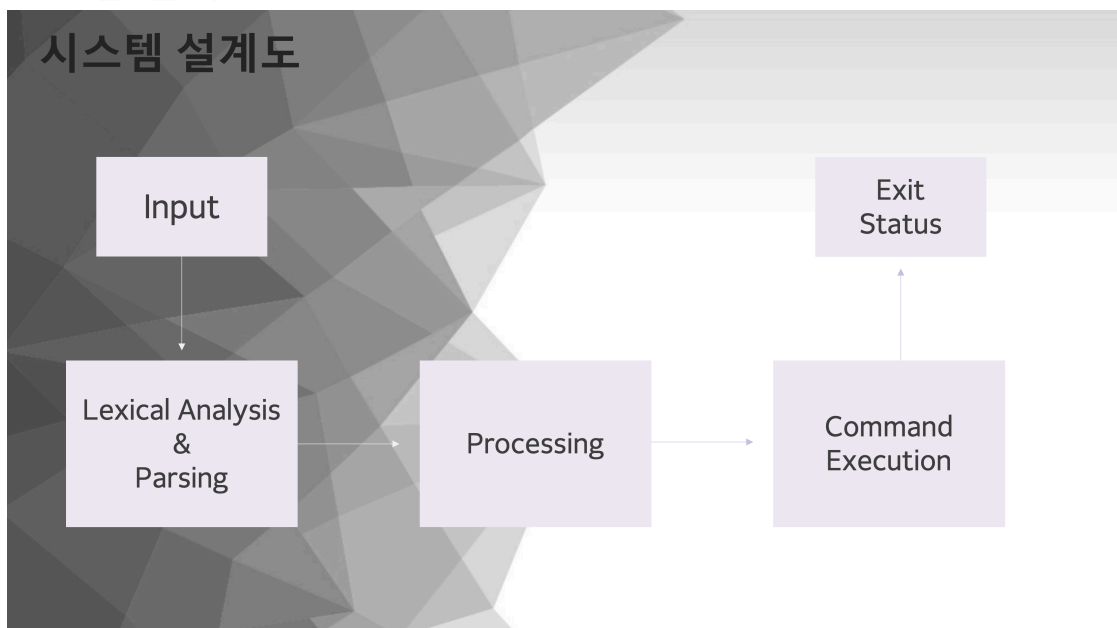 시스템 설계도
Input
Lexical Analysis
&
Parsing
Processing
Command
Execution
Exit
Status